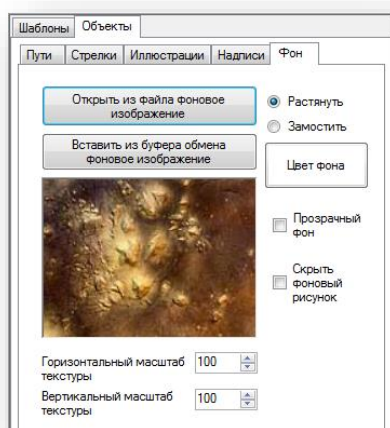 Шаблоны Объекты
Пути Стрелки Иллюстрации Надписи Фон
Открыть из файла фоновое
изображение
Растянуть
Замостить
Вставить из буфера обмена
фоновое изображение
Цвет фона
Прозрачный
фон
Скрыть
фоновый
рисунок
Горизонтальный масштаб
текстуры
100
Вертикальный масштаб
текстуры
100